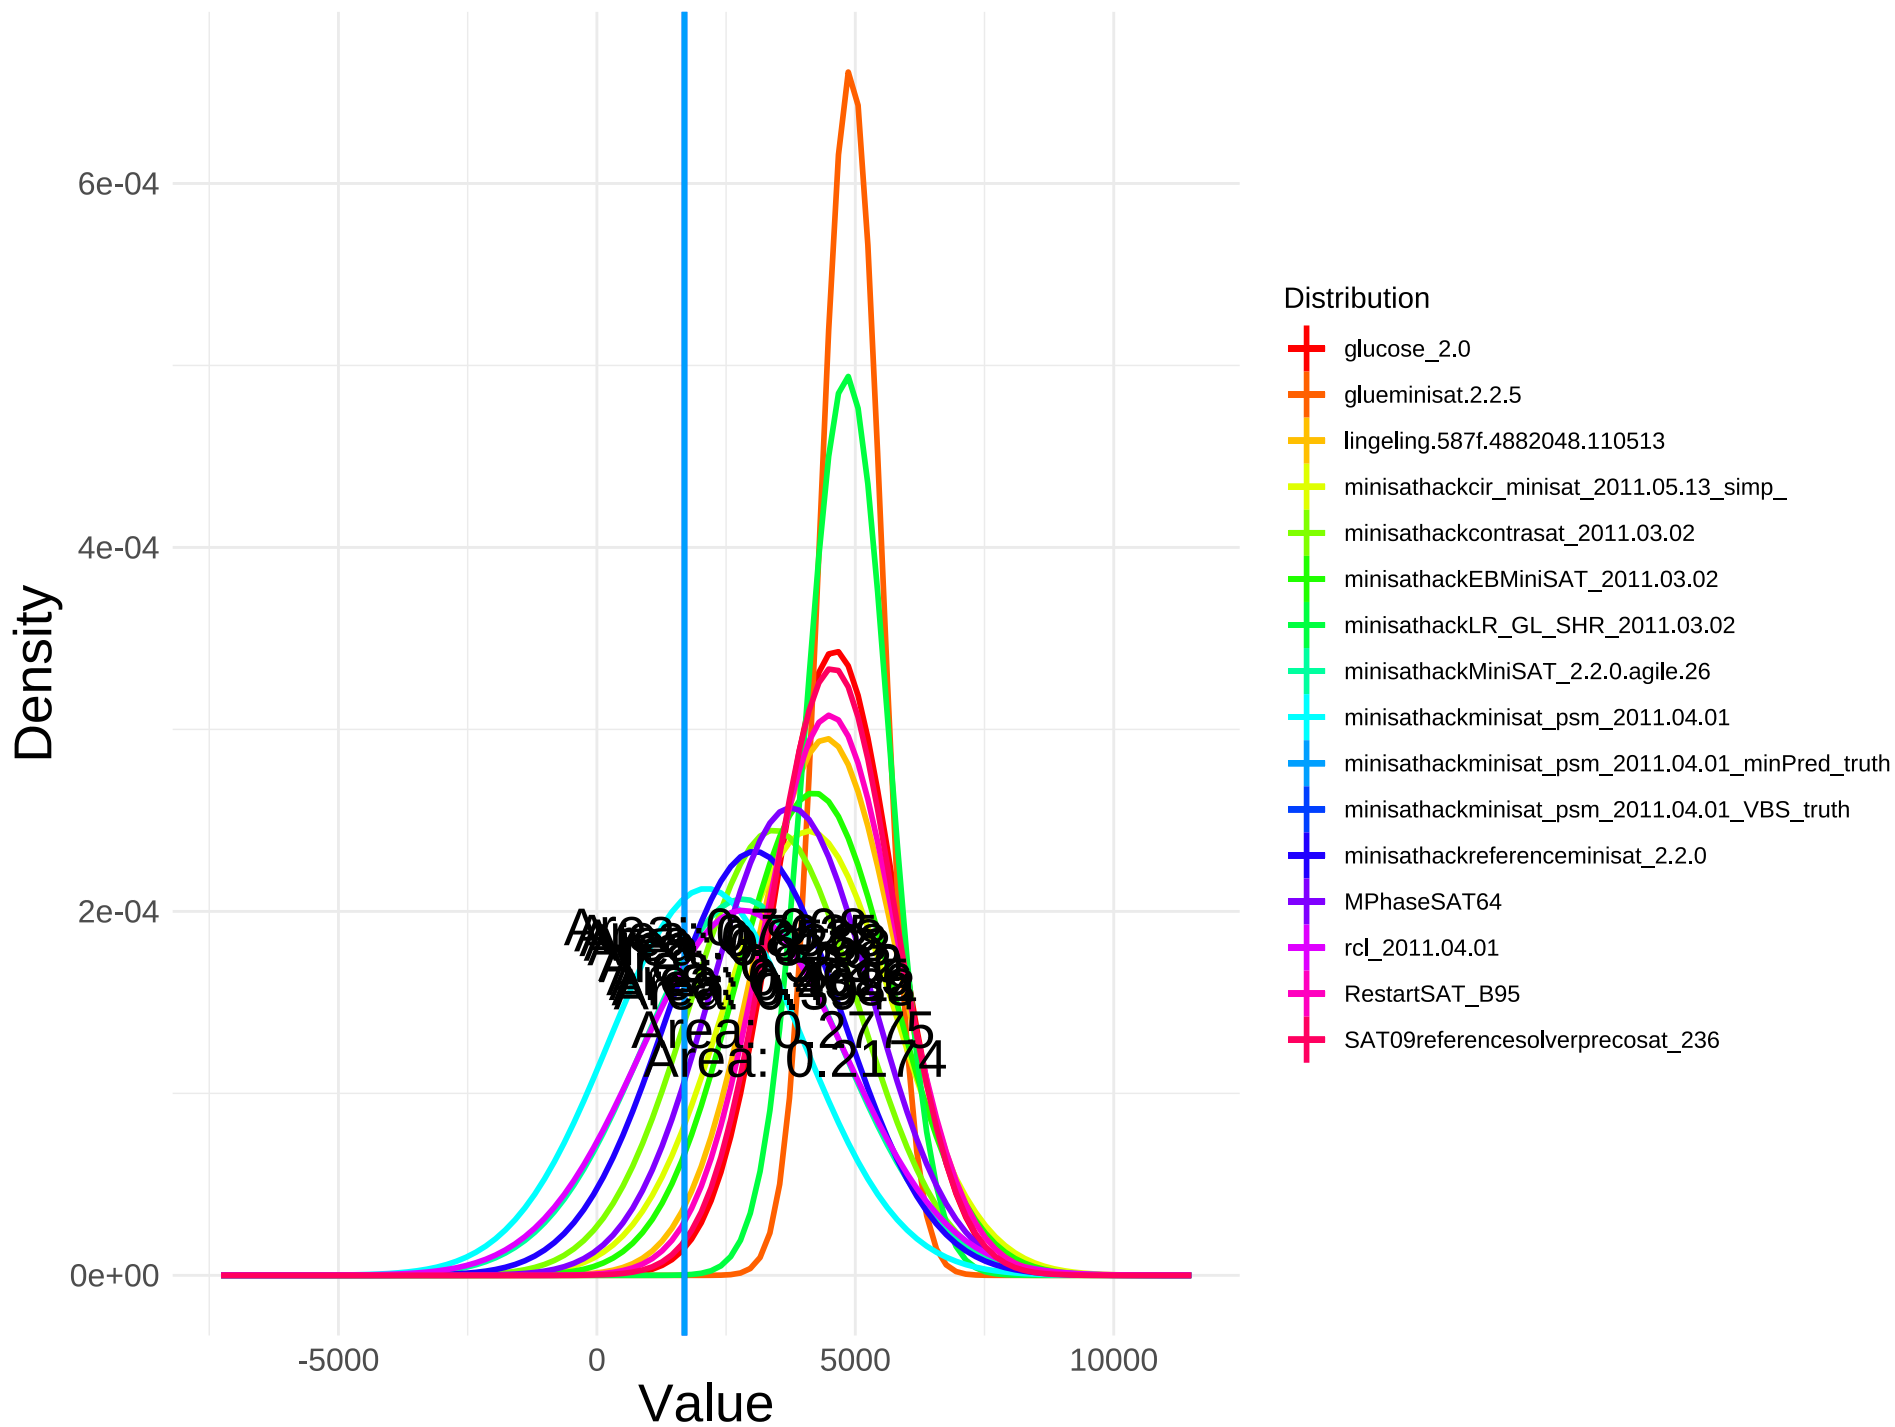 6e-04
4e-04
2e-04
0e+00
Density
-5000
0
5000
10000
Value
Area: 0.2775
Area: 0.2174
Distribution
glucose_2.0
glueminisat.2.2.5
lingeling.587f.4882048.110513
minisathackcir_minisat_2011.05.13_simp_
minisathackcontrasat_2011.03.02
minisathackEBMiniSAT_2011.03.02
minisathackLR_GL_SHR_2011.03.02
minisathackMiniSAT_2.2.0.agile.26
minisathackminisat_psm_2011.04.01
minisathackminisat_psm_2011.04.01_minPred_truth
minisathackminisat_psm_2011.04.01_VBS_truth
minisathackreferenceminisat_2.2.0
MPhaseSAT64
rcl_2011.04.01
RestartSAT_B95
SAT09referencesolverprecosat_236